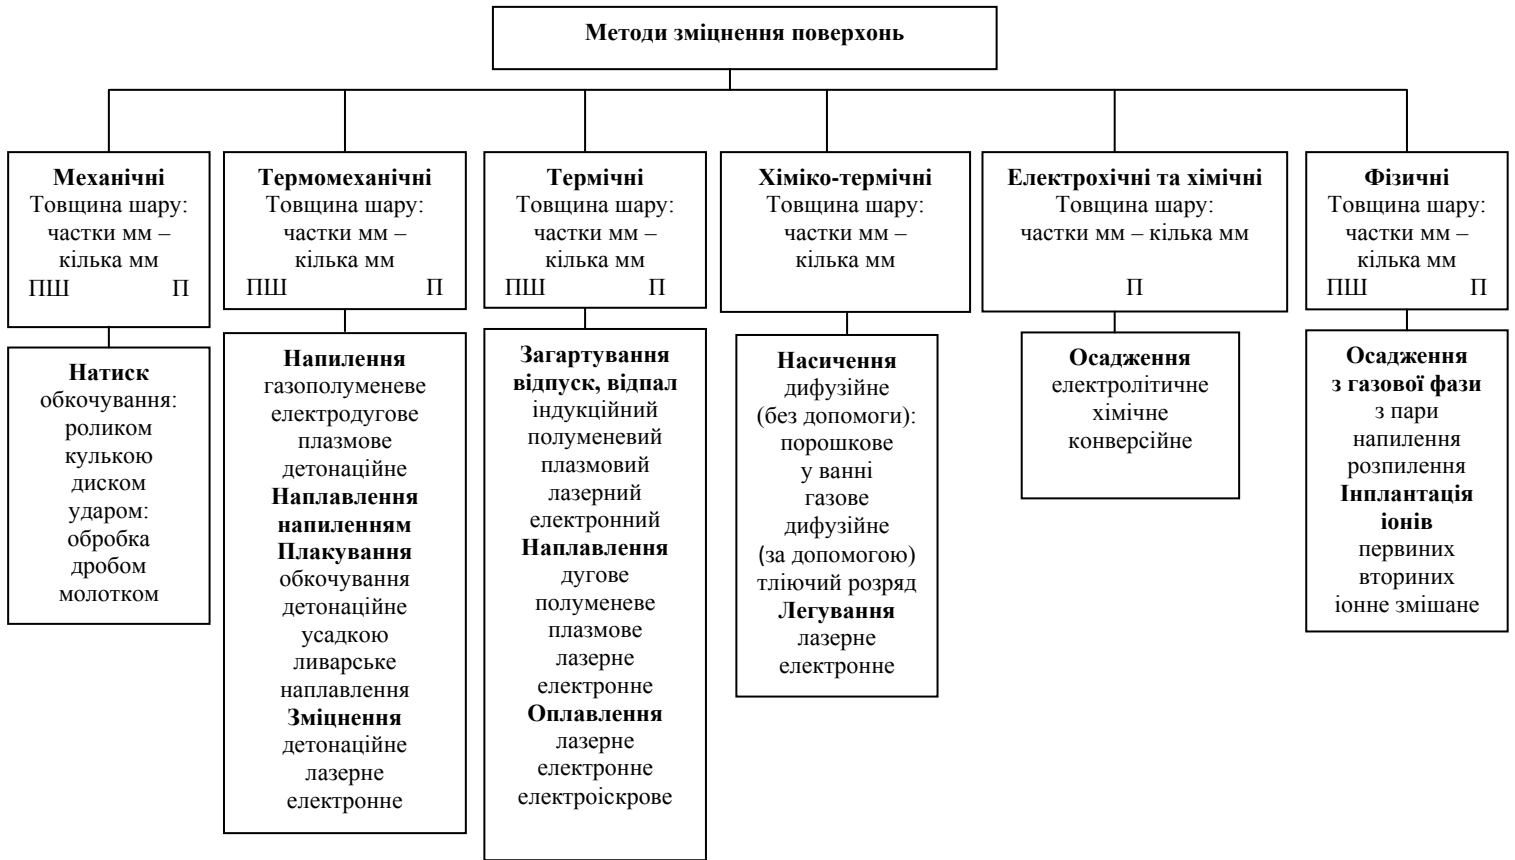 Методи зміцнення поверхонь
Механічні
Товщина шару:
частки мм –
кілька мм
ПШ П
Натиск
обкочування:
роликом
кулькою
диском
ударом:
обробка
дробом
молотком
Термомеханічні
Товщина шару:
частки мм –
кілька мм
ПШ П
Напилення
газополуменеве
електродугове
плазмове
детонаційне
Наплавлення
напиленням
Плакування
обкочування
детонаційне
усадкою
ливарське
наплавлення
Зміцнення
детонаційне
лазерне
електронне
Термічні
Товщина шару:
частки мм –
кілька мм
ПШ П
Загартування
відпуск, відпал
індукційний
полуменевий
плазмовий
лазерний
електронний
Наплавлення
дугове
полуменеве
плазмове
лазерне
електронне
Оплавлення
лазерне
електронне
електроіскрове
Хіміко-термічні
Товщина шару:
частки мм –
кілька мм
Насичення
дифузійне
(без допомоги):
порошкове
у ванні
газове
дифузійне
(за допомогою)
тліючий розряд
Легування
лазерне
електронне
Електрохічні та хімічні
Товщина шару:
частки мм – кілька мм
П
Осадження
електролітичне
хімічне
конверсійне
Фізичні
Товщина шару:
частки мм –
кілька мм
ПШ П
Осадження
з газової фази
з пари
напилення
розпилення
Інплантація
іонів
первиних
вториних
іонне змішане